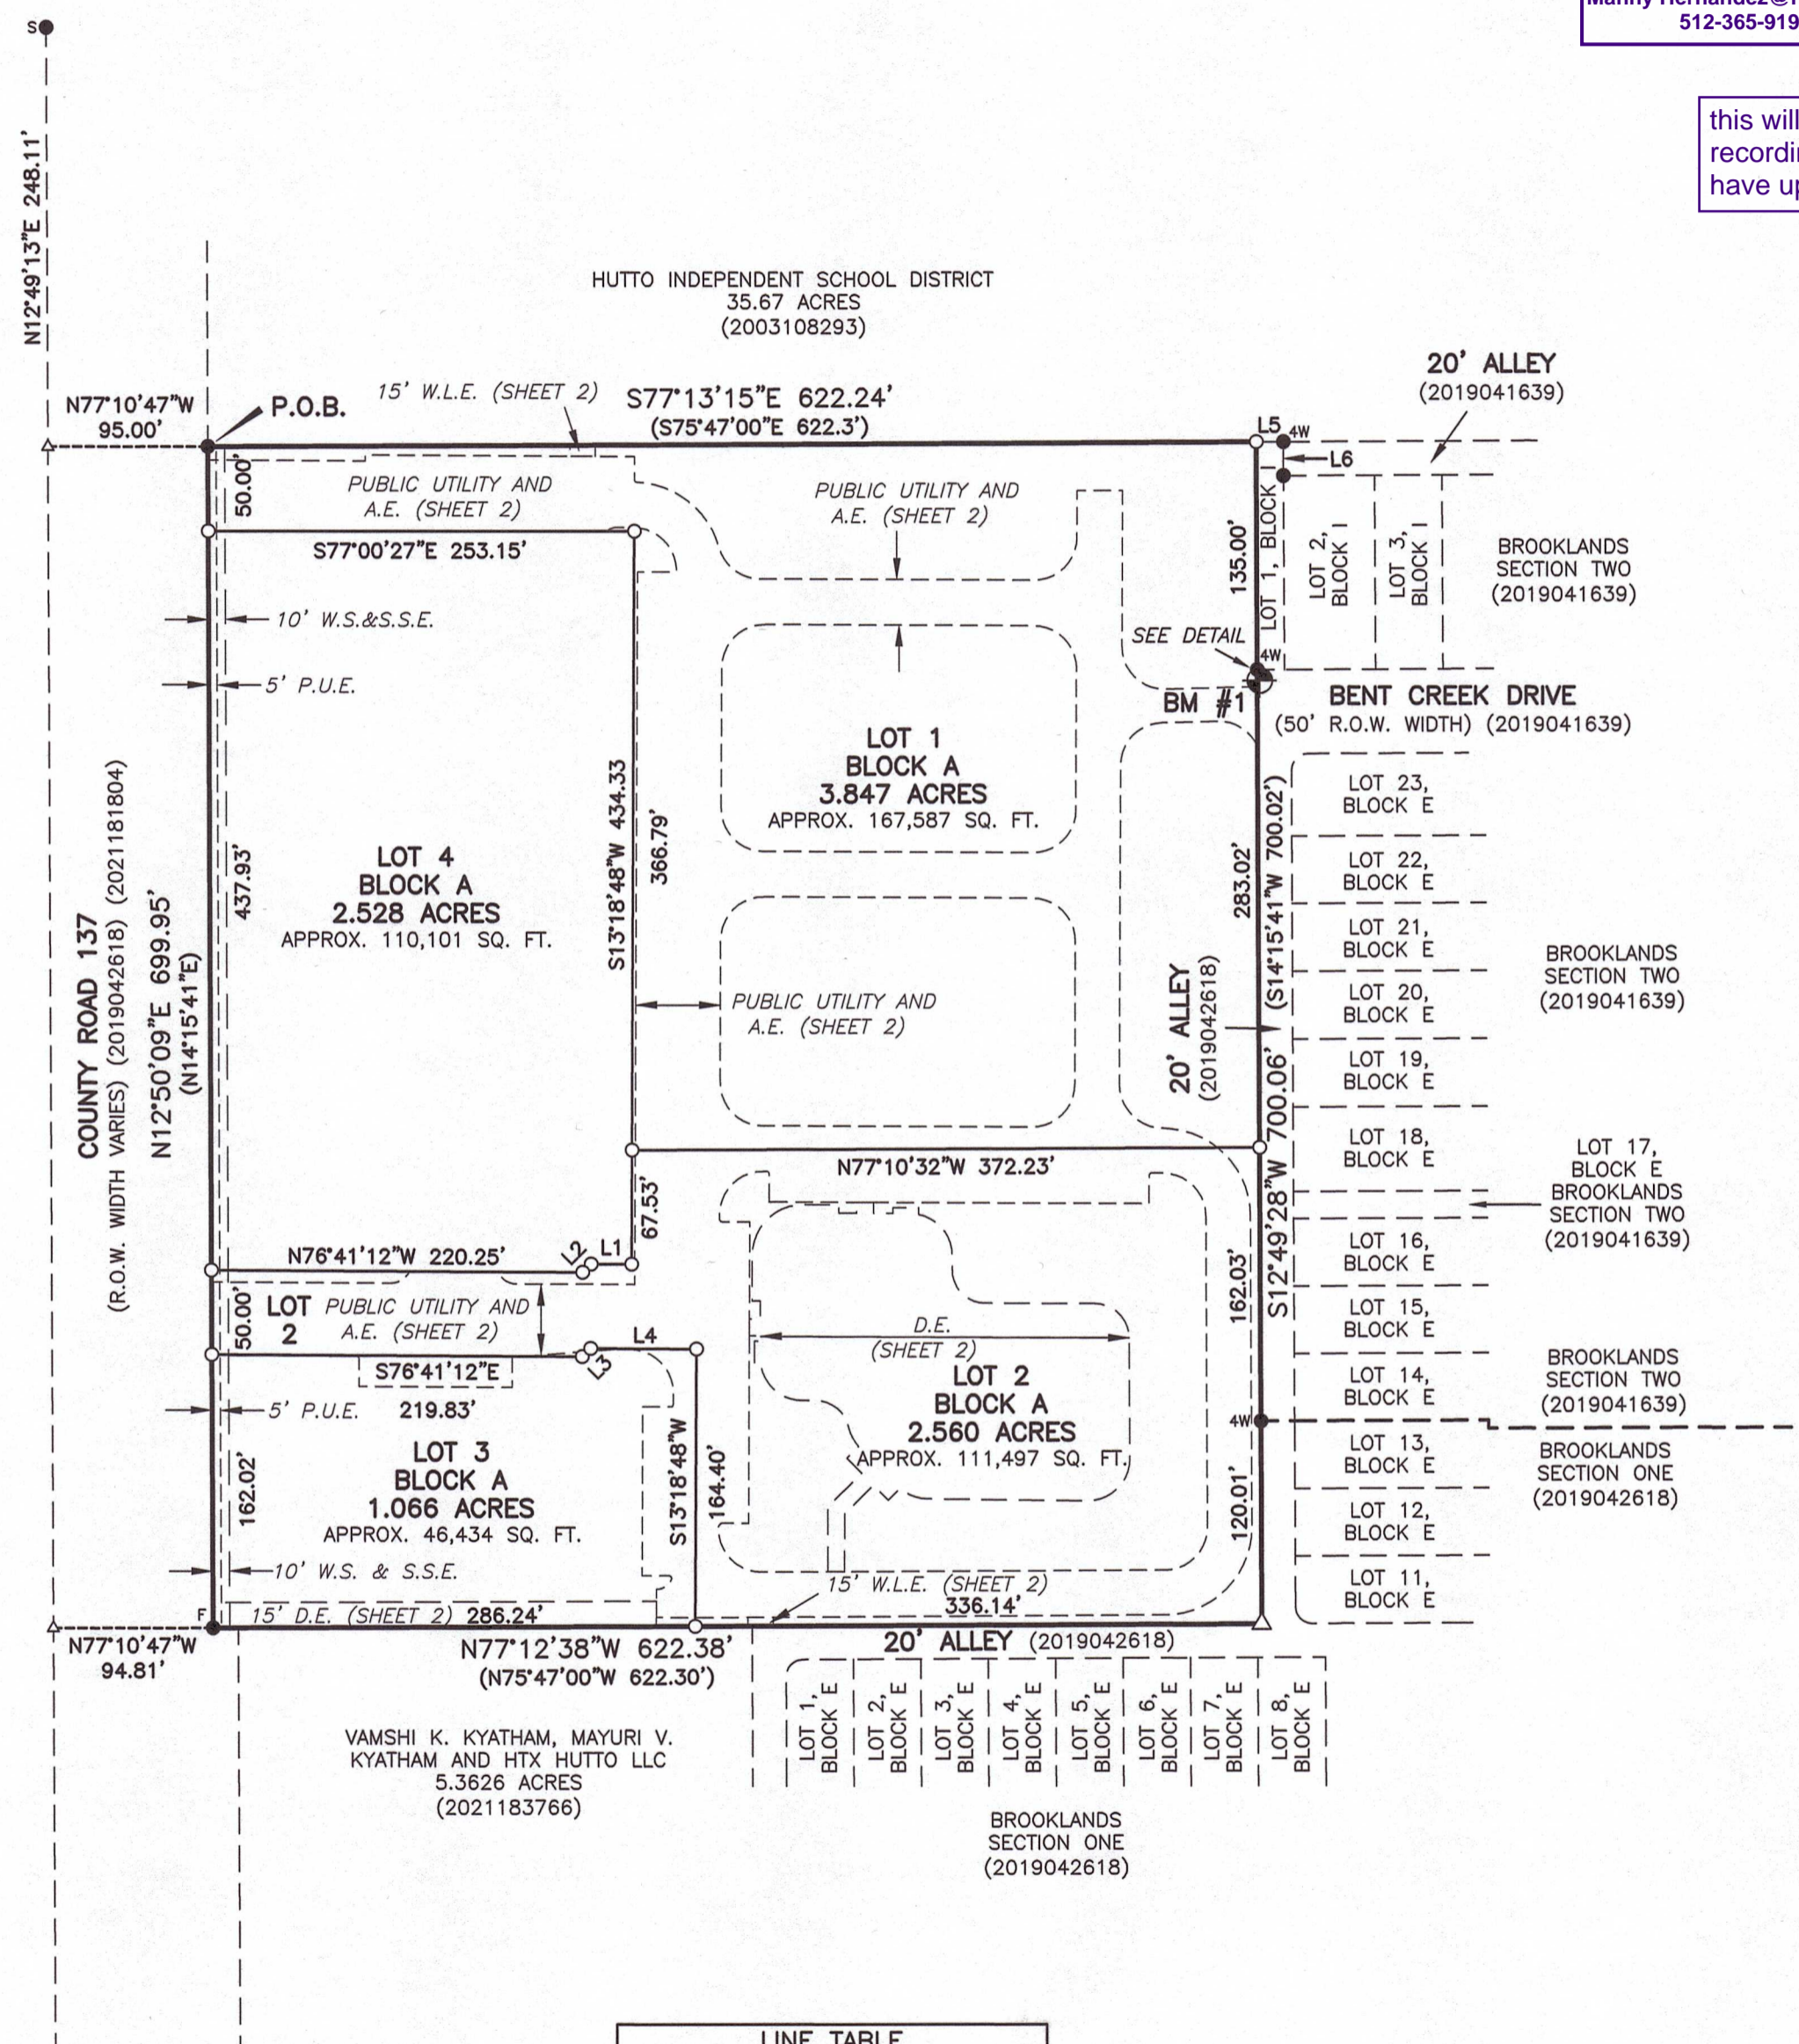 512-365-919
this will
recordi
have u
S
N12°49'13"E 248.11'
HUTTO INDEPENDENT SCHOOL DISTRICT
35.67 ACRES
(2003108293)
20' ALLEY
(2019041639)
N77°10'47"W
95.00'
P.O.B.
15' W.L.E. (SHEET 2)
S77°13'15"E 622.24'
(S75°47'00"E 622.3')
L5
4W
L6
50.00'
PUBLIC UTILITY AND
A.E. (SHEET 2)
PUBLIC UTILITY AND
A.E. (SHEET 2)
S77°00'27"E 253.15'
135.00'
LOT 1, BLOCK I
LOT 2,
BLOCK I
LOT 3,
BLOCK I
BROOKLANDS
SECTION TWO
(2019041639)
10' W.S.&S.S.E.
SEE DETAIL
4W
5' P.U.E.
BM #1
BENT CREEK DRIVE
(50' R.O.W. WIDTH) (2019041639)
LOT 1
BLOCK A
3.847 ACRES
APPROX. 167,587 SQ. FT.
LOT 23,
BLOCK E
S13°18'48"W 434.33
366.79'
LOT 4
BLOCK A
2.528 ACRES
APPROX. 110,101 SQ. FT.
437.93'
283.02'
(S14°15'41"W 700.02')
S12°49'28"W 700.06'
LOT 22,
BLOCK E
LOT 21,
BLOCK E
BROOKLANDS
SECTION TWO
(2019041639)
COUNTY ROAD 137
(R.O.W. WIDTH VARIES) (2019042618) (2021181804)
N12°50'09"E 699.95'
(N14°15'41"E)
PUBLIC UTILITY AND
A.E. (SHEET 2)
20' ALLEY
(2019042618)
LOT 20,
BLOCK E
LOT 19,
BLOCK E
LOT 18,
BLOCK E
LOT 17,
BLOCK E
BROOKLANDS
SECTION TWO
(2019041639)
N77°10'32"W 372.23'
67.53'
N76°41'12"W 220.25'
L2
L1
162.03'
LOT 16,
BLOCK E
50.00'
LOT
2
PUBLIC UTILITY AND
A.E. (SHEET 2)
LOT 15,
BLOCK E
D.E.
(SHEET 2)
L4
L3
S76°41'12"E
219.83'
LOT 2
BLOCK A
2.560 ACRES
APPROX. 111,497 SQ. FT.
LOT 14,
BLOCK E
BROOKLANDS
SECTION TWO
(2019041639)
5' P.U.E.
4W
LOT 3
BLOCK A
1.066 ACRES
APPROX. 46,434 SQ. FT.
162.02'
S13°18'48"W
164.40'
120.01'
LOT 13,
BLOCK E
BROOKLANDS
SECTION ONE
(2019042618)
LOT 12,
BLOCK E
10' W.S. & S.S.E.
15' W.L.E. (SHEET 2)
LOT 11,
BLOCK E
F
15' D.E. (SHEET 2) 286.24'
336.14'
N77°10'47"W
94.81'
N77°12'38"W 622.38'
(N75°47'00"W 622.30')
20' ALLEY (2019042618)
LOT 1,
BLOCK E
LOT 2,
BLOCK E
LOT 3,
BLOCK E
LOT 4,
BLOCK E
LOT 5,
BLOCK E
LOT 6,
BLOCK E
LOT 7,
BLOCK E
LOT 8,
BLOCK E
VAMSHI K. KYATHAM, MAYURI V.
KYATHAM AND HTX HUTTO LLC
5.3626 ACRES
(2021183766)
BROOKLANDS
SECTION ONE
(2019042618)
LINE TABLE